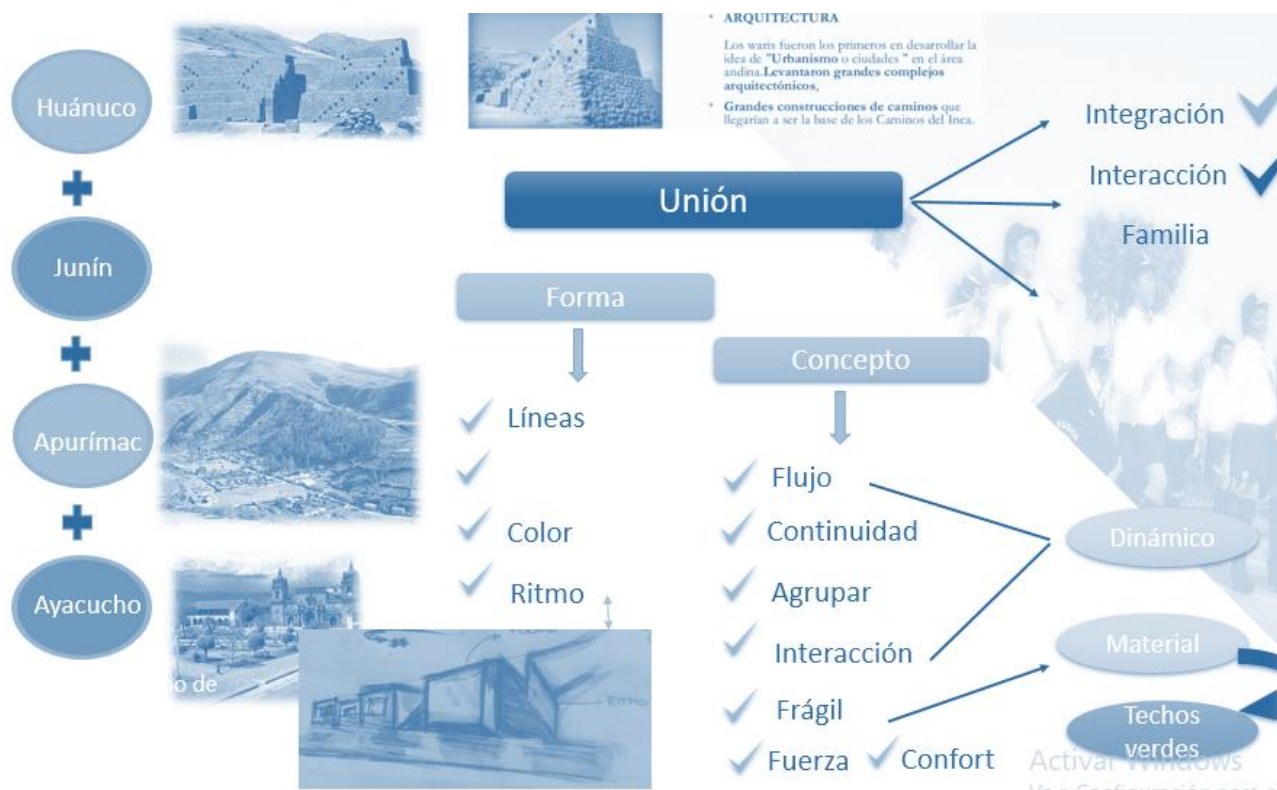 Huánuco
Junín
Apurímac
Ayacucho
no de
• ARQUITECTURA
Los waris fueron los primeros en desarrollar la
idea de "Urbanismo o ciudades " en el área
andina.Levantaron grandes complejos
arquitectónicos,
• Grandes construcciones de caminos que
llegarían a ser la base de los Caminos del Inca.
Unión
Integración
Interacción
Familia
Forma
Líneas
Color
Ritmo
RITMO
Concepto
Flujo
Continuidad
Agrupar
Interacción
Frágil
Fuerza
Confort
Dinámico
Material
Techos
verdes
Activar Windows